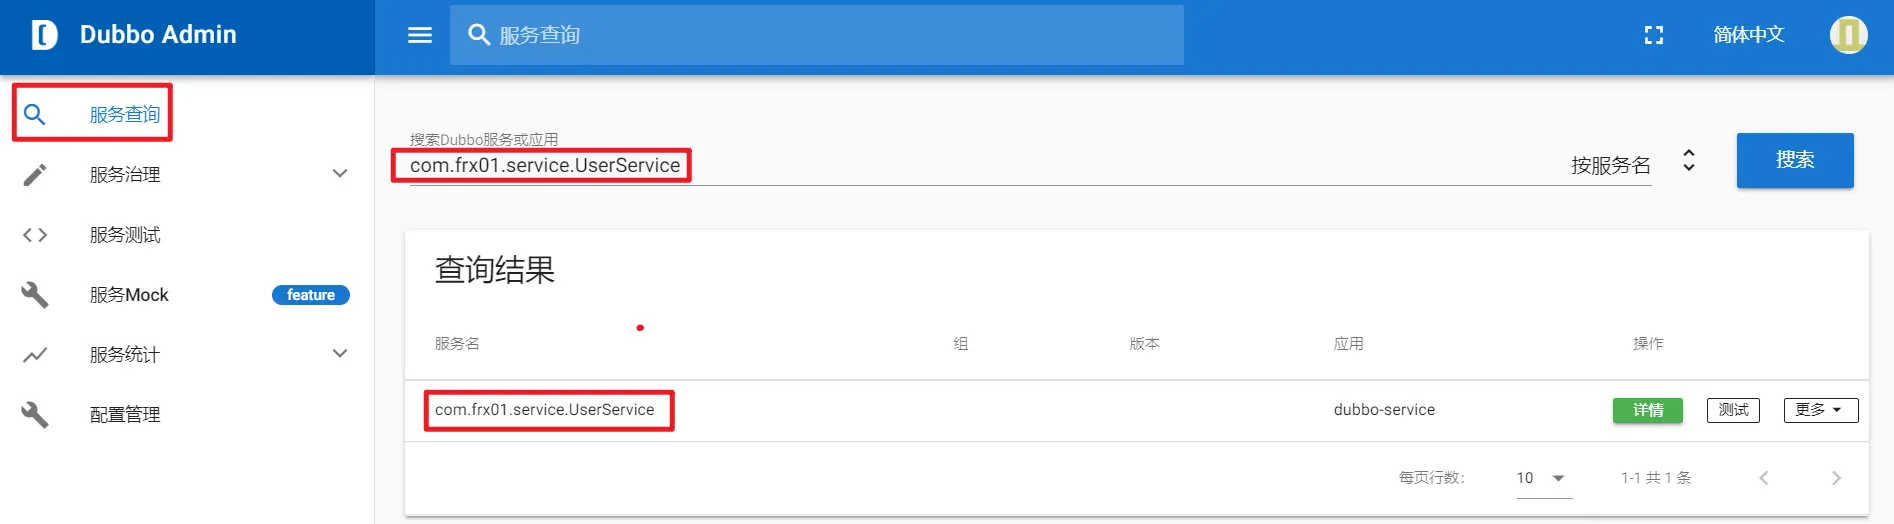 Dubbo Admin
服务查询
简体中文
服务查询
服务治理
服务测试
服务Mock
feature
服务统计
配置管理
搜索Dubbo服务或应用
com.frx01.service.UserService
按服务名
搜索
查询结果
服务名 组 版本 应用 操作
com.frx01.service.UserService dubbo-service 详情 测试 更多
每页行数: 10 1-1 共 1 条